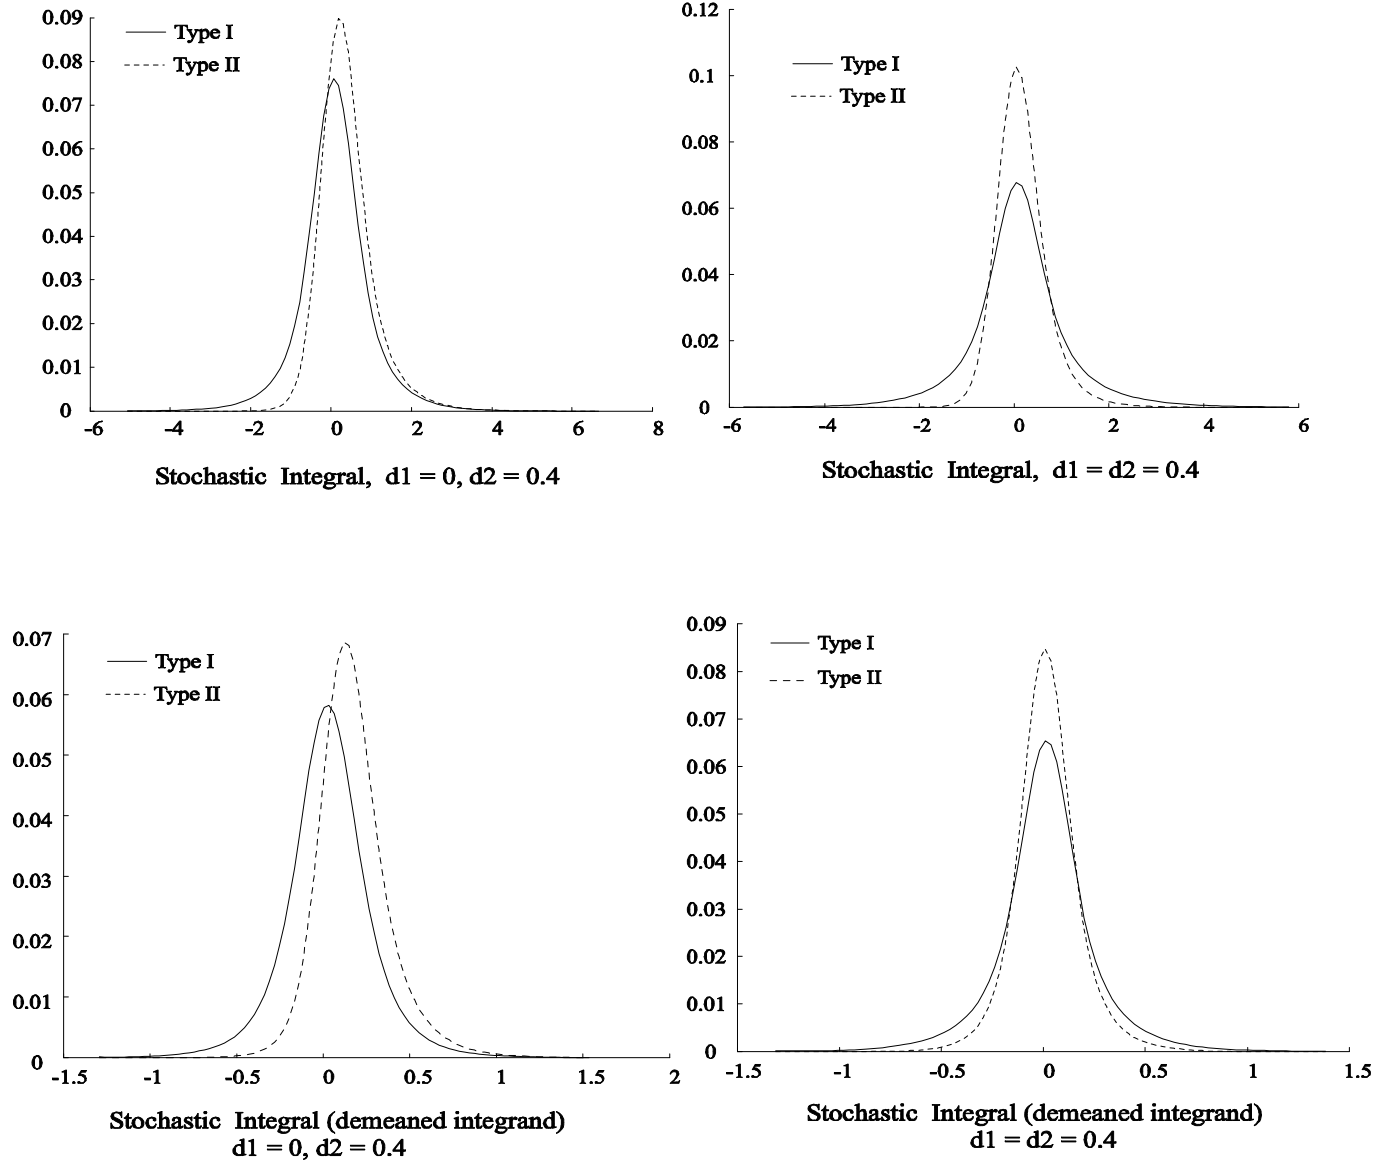 0.09
0.08
0.07
0.06
0.05
0.04
0.03
0.02
0.01
0
Type I
Type II
-6 -4 -2 0 2 4 6 8
Stochastic Integral, d1 = 0, d2 = 0.4
0.12
0.1
0.08
0.06
0.04
0.02
0
Type I
Type II
-6 -4 -2 0 2 4 6
Stochastic Integral, d1 = d2 = 0.4
0.07
0.06
0.05
0.04
0.03
0.02
0.01
0
Type I
Type II
-1.5 -1 -0.5 0 0.5 1 1.5 2
Stochastic Integral (demeaned integrand)
d1 = 0, d2 = 0.4
0.09
0.08
0.07
0.06
0.05
0.04
0.03
0.02
0.01
0
Type I
Type II
-1.5 -1 -0.5 0 0.5 1 1.5
Stochastic Integral (demeaned integrand)
d1 = d2 = 0.4